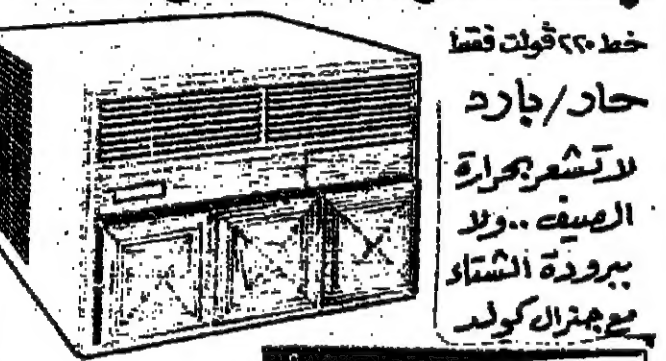 خط ٢٢٠ ڤولت فقط
حار/بارد
لا تشعر بحرارة
الصيف .. ولا
ببرودة الشتاء
مع جنرال كولد